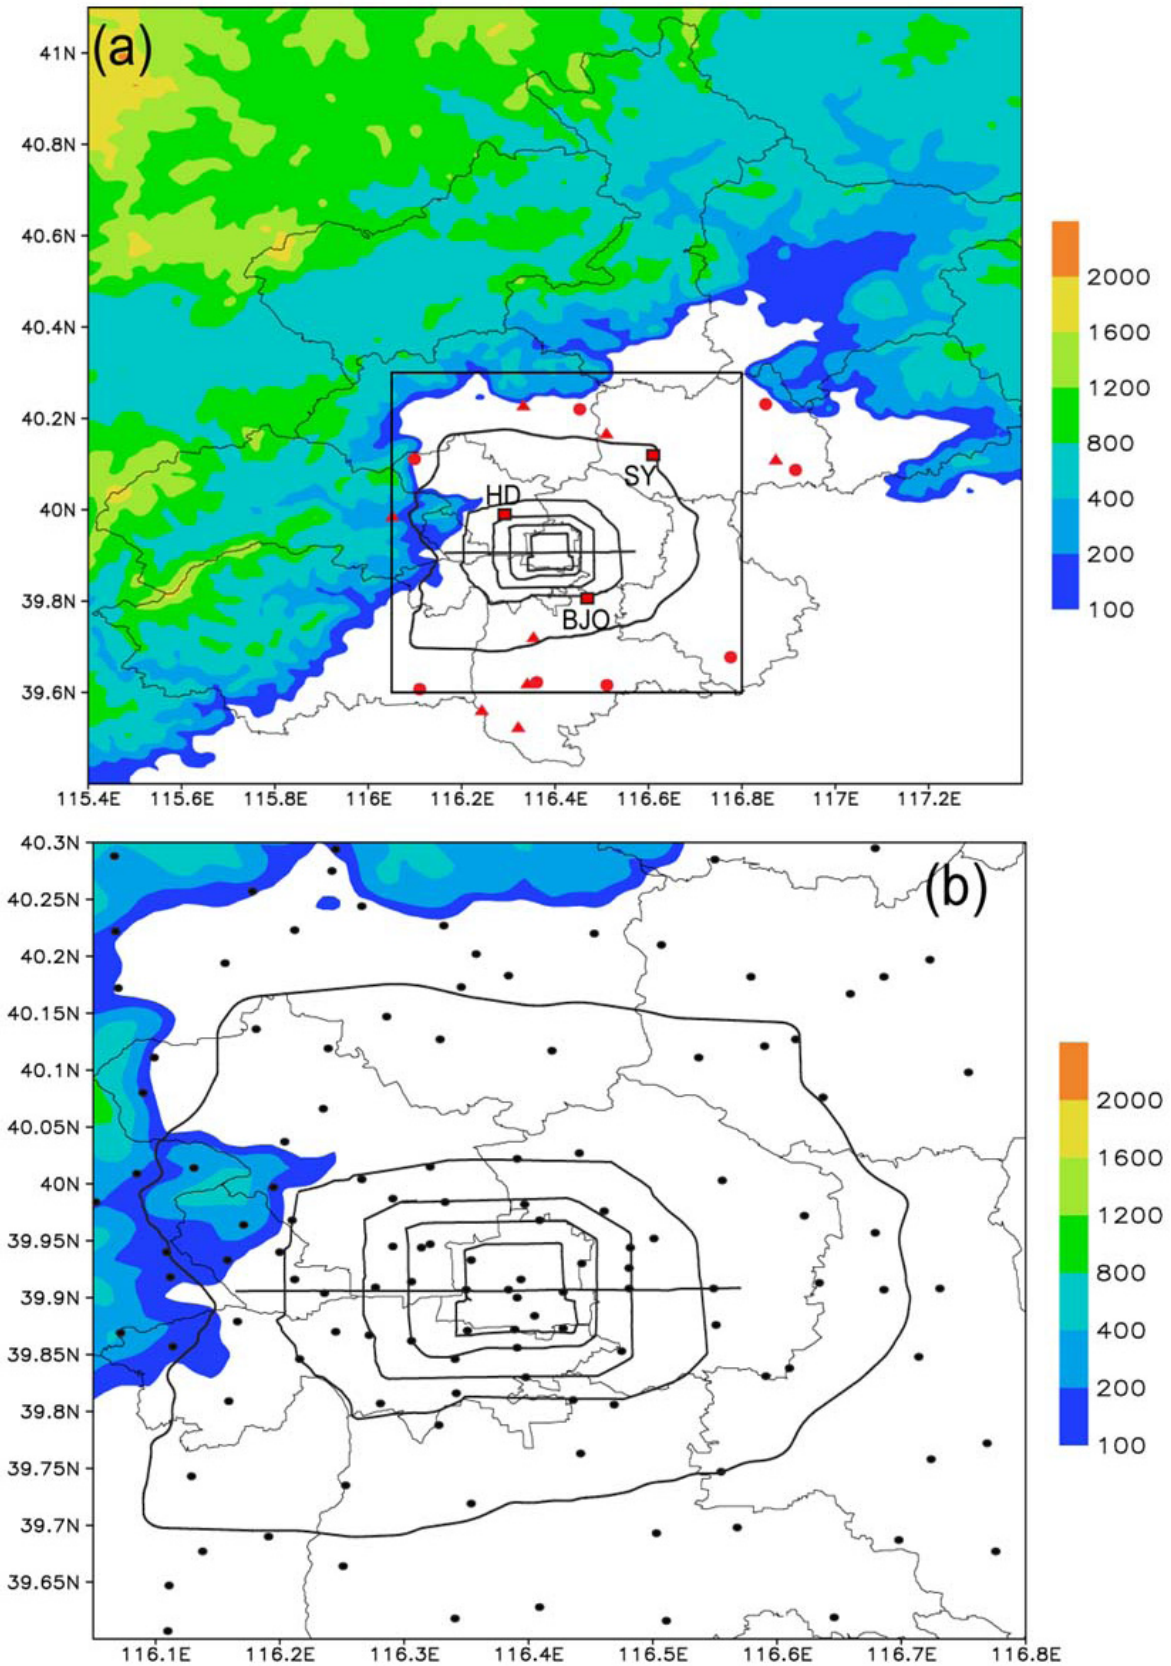 (a)
41N
40.8N
40.6N
40.4N
40.2N
40N
39.8N
39.6N
HD
SY
BJO
115.4E 115.6E 115.8E 116E 116.2E 116.4E 116.6E 116.8E 117E 117.2E
2000
1600
1200
800
400
200
100
(b)
40.3N
40.25N
40.2N
40.15N
40.1N
40.05N
40N
39.95N
39.9N
39.85N
39.8N
39.75N
39.7N
39.65N
116.1E 116.2E 116.3E 116.4E 116.5E 116.6E 116.7E 116.8E
2000
1600
1200
800
400
200
100